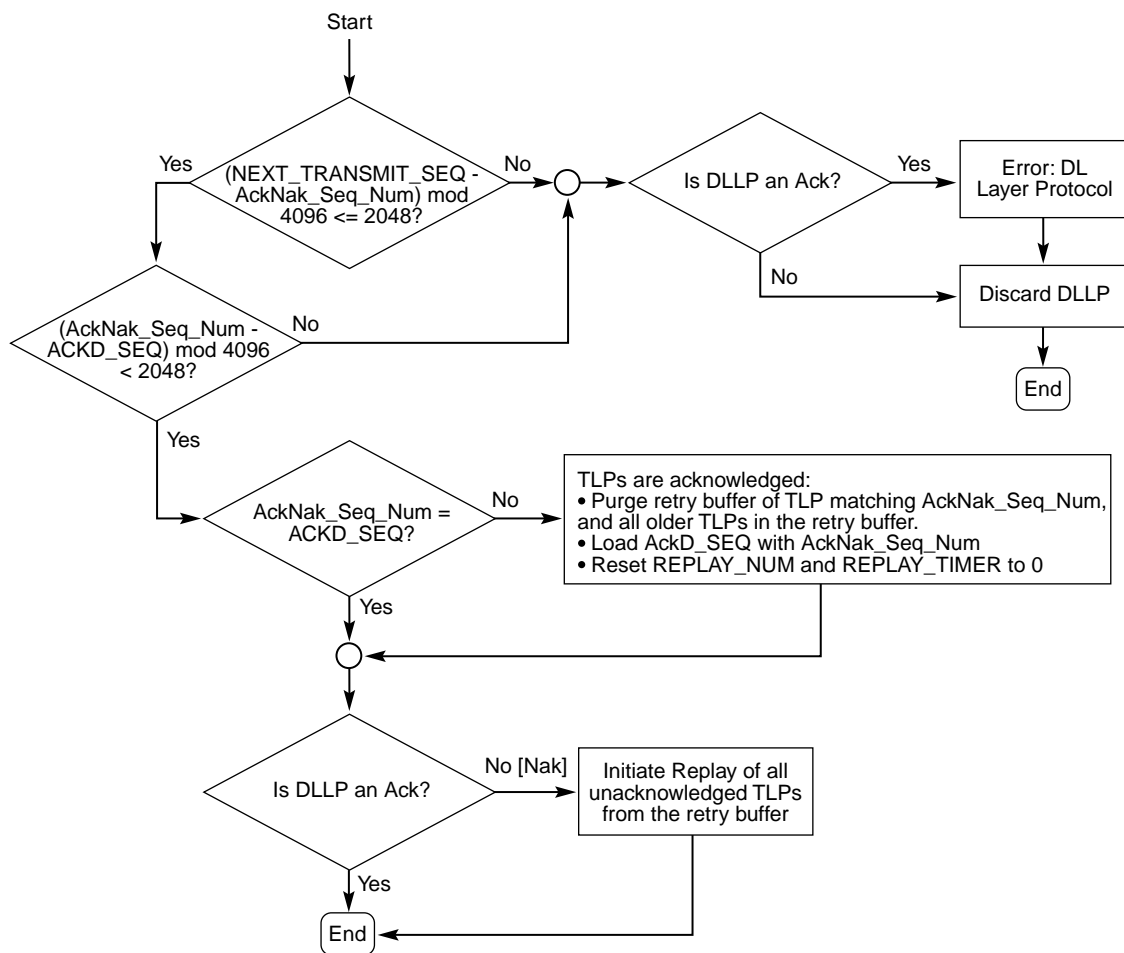 Start
Yes
(NEXT_TRANSMIT_SEQ -
AckNak_Seq_Num) mod
4096 <= 2048?
No
Is DLLP an Ack?
Yes
Error: DL
Layer Protocol
No
Discard DLLP
End
(AckNak_Seq_Num -
ACKD_SEQ) mod 4096
< 2048?
No
Yes
AckNak_Seq_Num =
ACKD_SEQ?
No
TLPs are acknowledged:
• Purge retry buffer of TLP matching AckNak_Seq_Num,
and all older TLPs in the retry buffer.
• Load AckD_SEQ with AckNak_Seq_Num
• Reset REPLAY_NUM and REPLAY_TIMER to 0
Yes
Is DLLP an Ack?
No [Nak]
Initiate Replay of all
unacknowledged TLPs
from the retry buffer
Yes
End